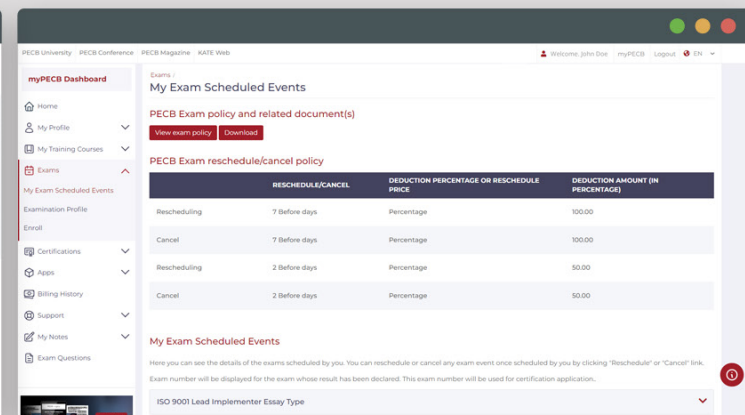 PECB University PECB Conference PECB Magazine KATE Web Welcome, John Doe myPECB Logout EN
myPECB Dashboard
Home
My Profile
My Training Courses
Exams
My Exam Scheduled Events
Examination Profile
Enroll
Certifications
Apps
Billing History
Support
My Notes
Exam Questions
Exams /
My Exam Scheduled Events
PECB Exam policy and related document(s)
View exam policy Download
PECB Exam reschedule/cancel policy
RESCHEDULE/CANCEL DEDUCTION PERCENTAGE OR RESCHEDULE PRICE DEDUCTION AMOUNT (IN PERCENTAGE)
Rescheduling 7 Before days Percentage 100.00
Cancel 7 Before days Percentage 100.00
Rescheduling 2 Before days Percentage 50.00
Cancel 2 Before days Percentage 50.00
My Exam Scheduled Events
Here you can see the details of the exams scheduled by you. You can reschedule or cancel any exam event once scheduled by you by clicking "Reschedule" or "Cancel" link.
Exam number will be displayed for the exam whose result has been declared. This exam number will be used for certification application..
ISO 9001 Lead Implementer Essay Type